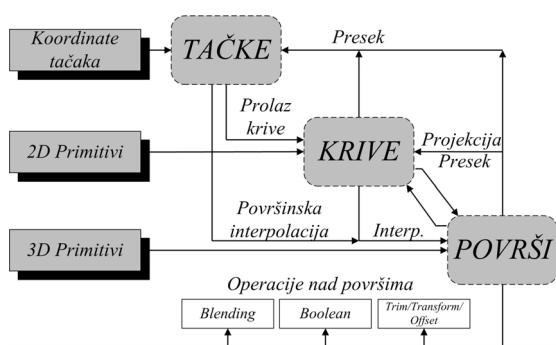 Koordinate
tačaka
TAČKE
Presek
Prolaz
krive
2D Primitivi
KRIVE
Projekcija
Presek
Površinska
interpolacija
Interp.
3D Primitivi
POVRŠI
Operacije nad površima
Blending
Boolean
Trim/Transform/
Offset